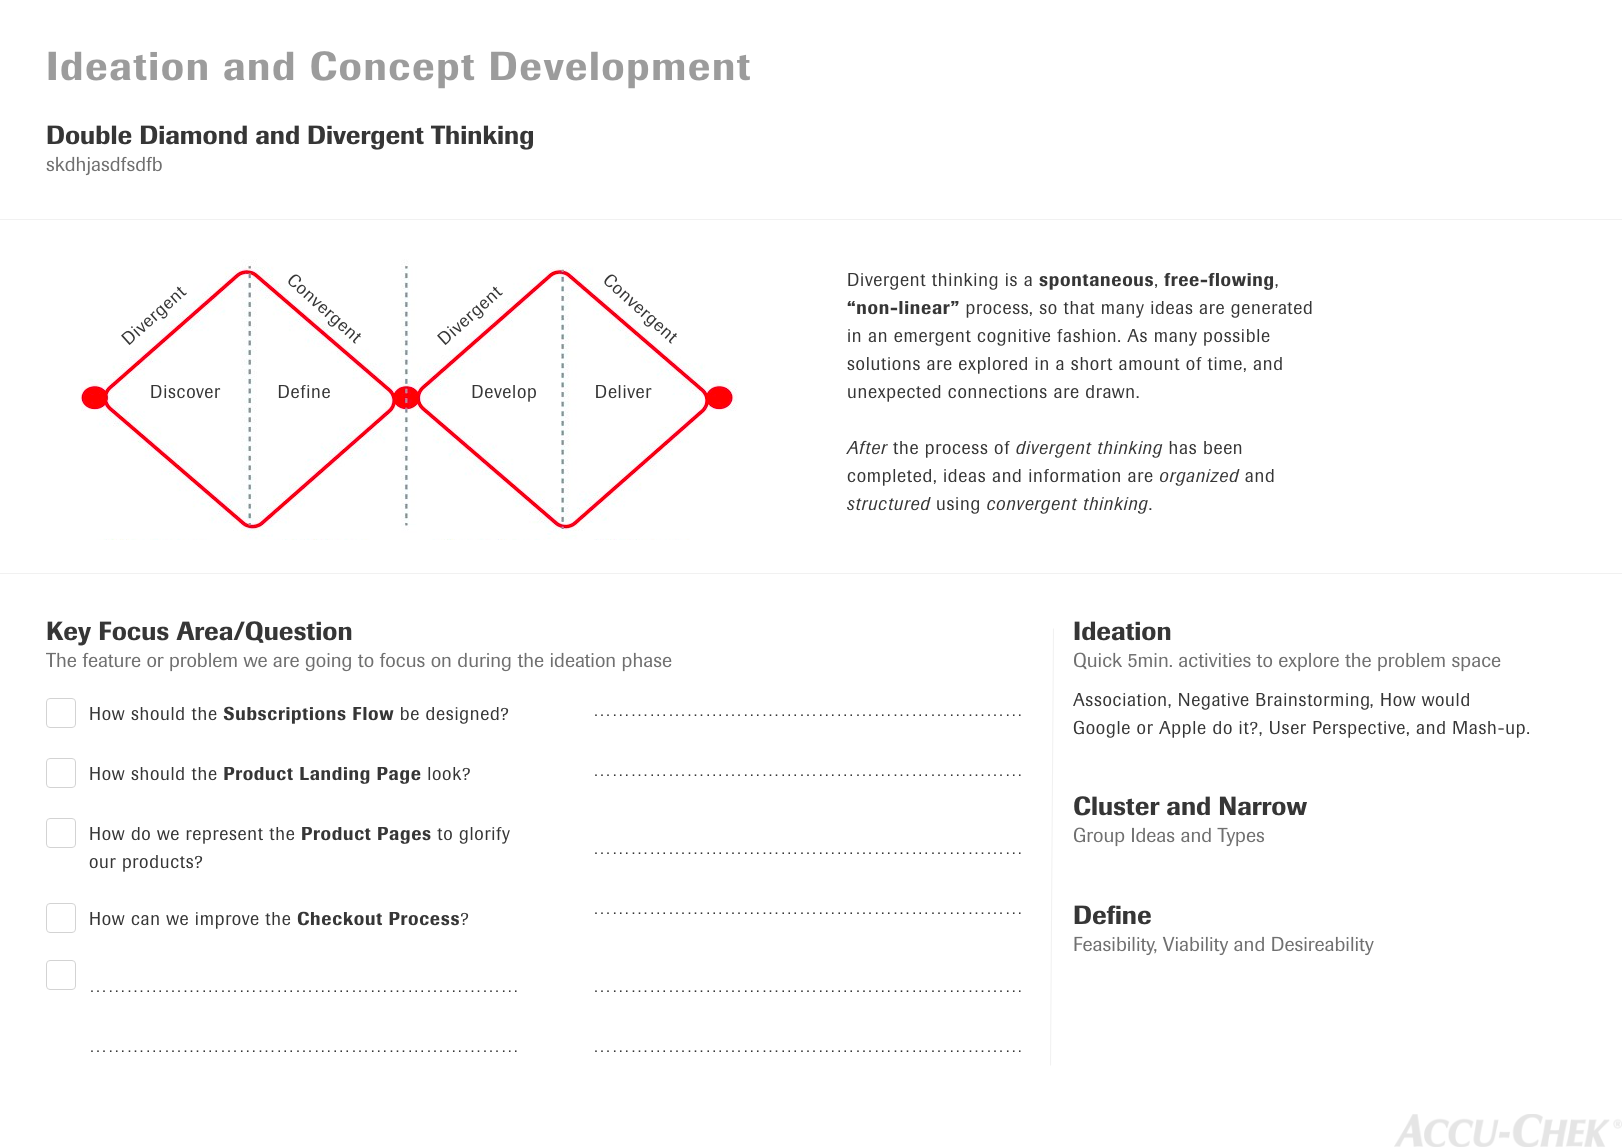 Ideation and Concept Development
Double Diamond and Divergent Thinking
skdhjasdfsdfb
Divergent
Convergent
Divergent
Convergent
Discover
Define
Develop
Deliver
Divergent thinking is a spontaneous, free-flowing,
“non-linear” process, so that many ideas are generated
in an emergent cognitive fashion. As many possible
solutions are explored in a short amount of time, and
unexpected connections are drawn.
After the process of divergent thinking has been
completed, ideas and information are organized and
structured using convergent thinking.
Key Focus Area/Question
The feature or problem we are going to focus on during the ideation phase
How should the Subscriptions Flow be designed?
How should the Product Landing Page look?
How do we represent the Product Pages to glorify
our products?
How can we improve the Checkout Process?
Ideation
Quick 5min. activities to explore the problem space
Association, Negative Brainstorming, How would
Google or Apple do it?, User Perspective, and Mash-up.
Cluster and Narrow
Group Ideas and Types
Define
Feasibility, Viability and Desireability
ACCU-CHEK®